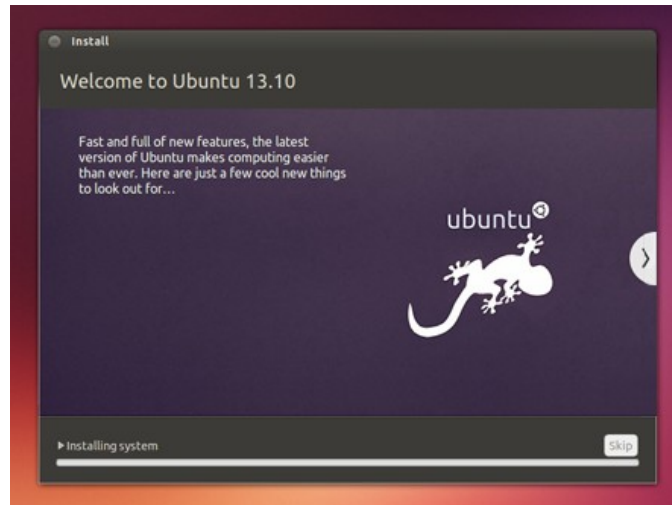 Install
Welcome to Ubuntu 13.10
Fast and full of new features, the latest
version of Ubuntu makes computing easier
than ever. Here are just a few cool new things
to look out for...
ubuntu
Installing system
Skip